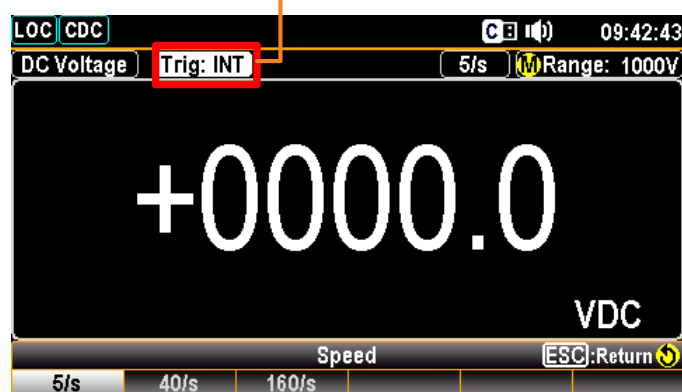 LOC CDC C 09:42:43
DC Voltage Trig: INT 5/s M Range: 1000V
+0000.0
VDC
Speed ESC:Return
5/s 40/s 160/s